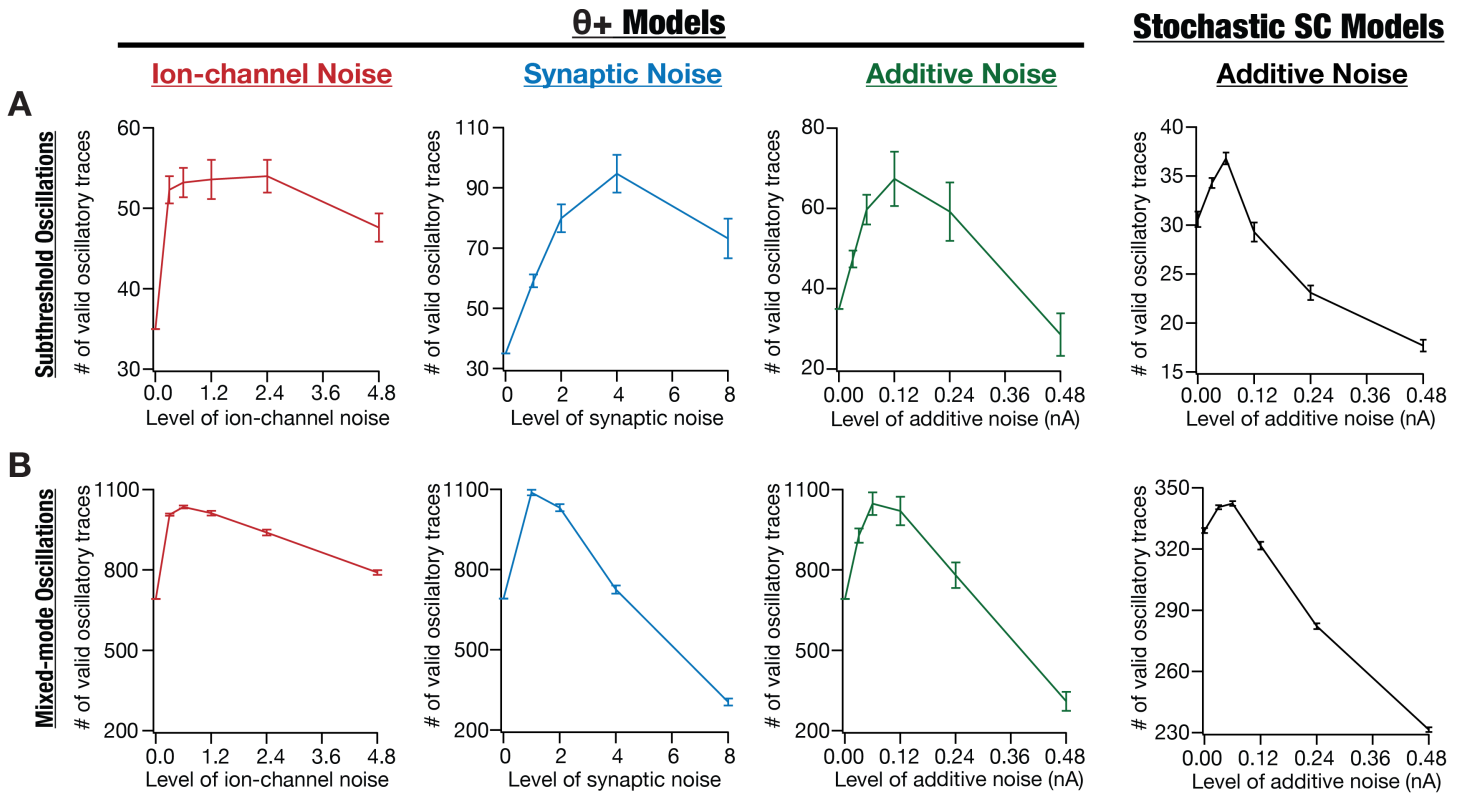 θ+ Models
Stochastic SC Models
Ion-channel Noise
Synaptic Noise
Additive Noise
Additive Noise
A
Subthreshold Oscillations
# of valid oscillatory traces
60
50
40
30
0.0 1.2 2.4 3.6 4.8
Level of ion-channel noise
# of valid oscilaltory traces
110
90
70
50
30
0 2 4 6 8
Level of synaptic noise
# of valid oscillatory traces
80
60
40
20
0.00 0.12 0.24 0.36 0.48
Level of additive noise (nA)
# of valid oscillatory traces
40
35
30
25
20
15
0.00 0.12 0.24 0.36 0.48
Level of additive noise (nA)
B
Mixed-mode Oscillations
# of valid oscillatory traces
1100
800
500
200
0.0 1.2 2.4 3.6 4.8
Level of ion-channel noise
# of valid oscilaltory traces
1100
800
500
200
0 2 4 6 8
Level of synaptic noise
# of valid oscillatory traces
1100
800
500
200
0.00 0.12 0.24 0.36 0.48
Level of additive noise (nA)
# of valid oscillatory traces
350
320
290
260
230
0.00 0.12 0.24 0.36 0.48
Level of additive noise (nA)